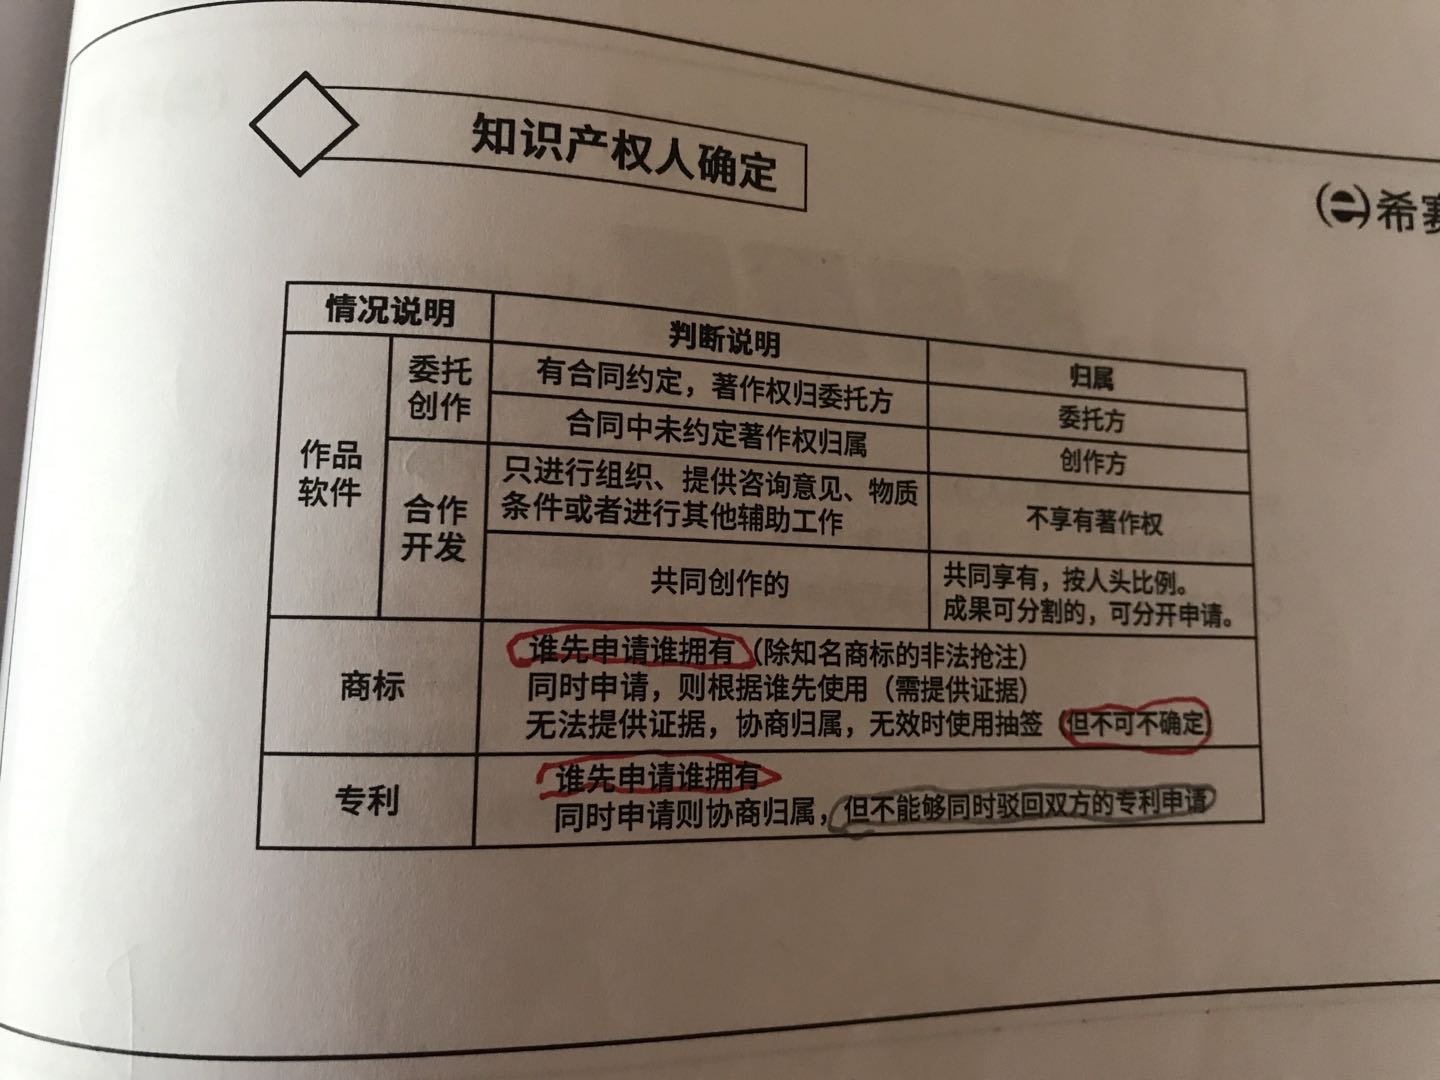 知识产权人确定
希赛
情况说明
判断说明
归属
作品
软件
委托
创作
有合同约定，著作权归委托方
委托方
合同中未约定著作权归属
创作方
合作
开发
只进行组织、提供咨询意见、物质
条件或者进行其他辅助工作
不享有著作权
共同创作的
共同享有，按人头比例。
成果可分割的，可分开申请。
商标
谁先申请谁拥有（除知名商标的非法抢注）
同时申请，则根据谁先使用（需提供证据）
无法提供证据，协商归属，无效时使用抽签（但不可不确定）
专利
谁先申请谁拥有
同时申请则协商归属，但不能够同时驳回双方的专利申请